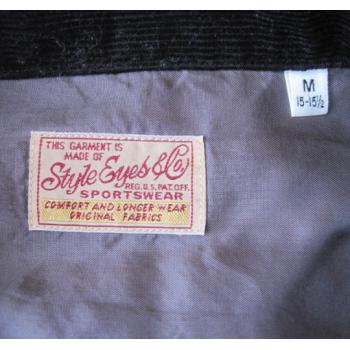 THIS GARMENT IS
MADE OF
Style Eyes & Co
REG. U.S. PAT. OFF.
SPORTSWEAR
COMFORT AND LONGER WEAR
ORIGINAL FABRICS
M
15-15½